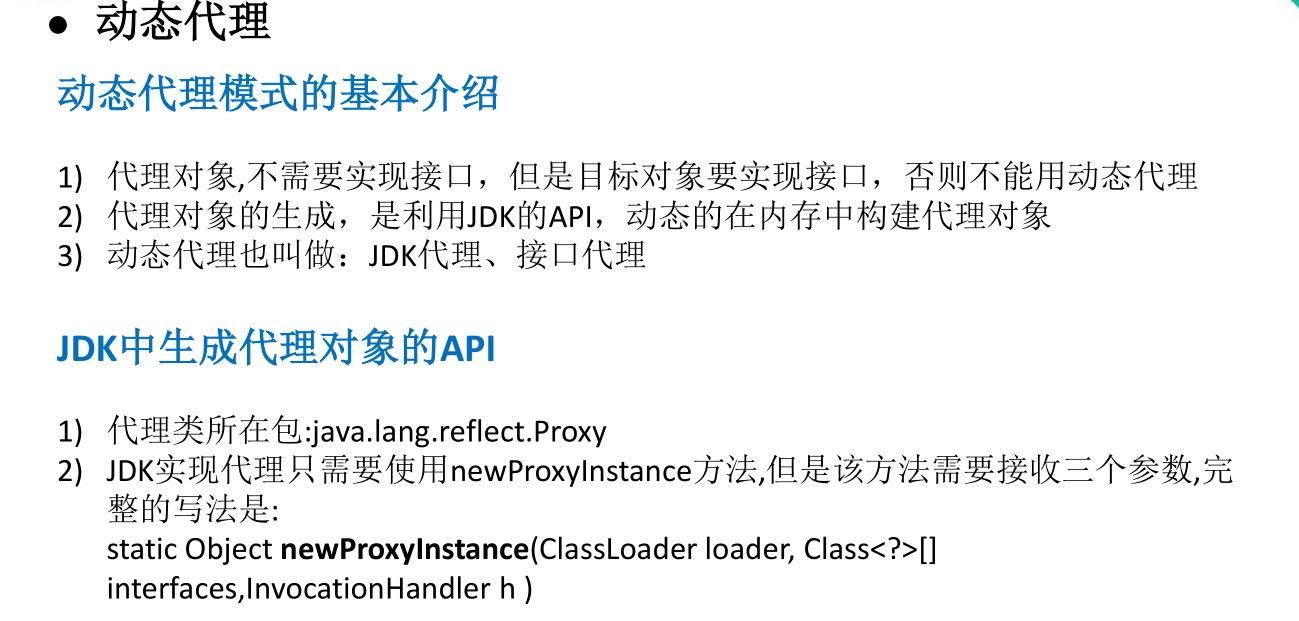 ● 动态代理
动态代理模式的基本介绍
1) 代理对象,不需要实现接口，但是目标对象要实现接口，否则不能用动态代理
2) 代理对象的生成，是利用JDK的API，动态的在内存中构建代理对象
3) 动态代理也叫做：JDK代理、接口代理
JDK中生成代理对象的API
1) 代理类所在包:java.lang.reflect.Proxy
2) JDK实现代理只需要使用newProxyInstance方法,但是该方法需要接收三个参数,完
整的写法是:
static Object newProxyInstance(ClassLoader loader, Class<?>[]
interfaces,InvocationHandler h )